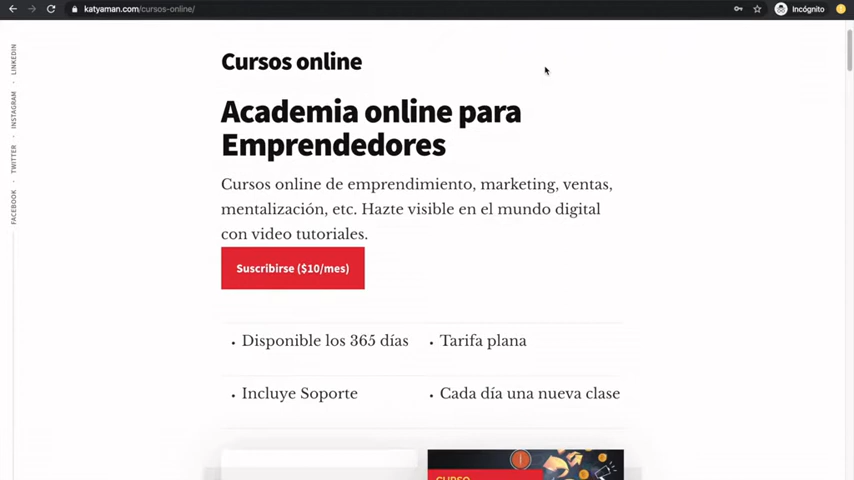 katyaman.com/cursos-online/
Incógnito
LINKEDIN
INSTAGRAM
TWITTER
FACEBOOK
Cursos online
Academia online para
Emprendedores
Cursos online de emprendimiento, marketing, ventas,
mentalización, etc. Hazte visible en el mundo digital
con video tutoriales.
Suscribirse ($10/mes)
• Disponible los 365 días
• Tarifa plana
• Incluye Soporte
• Cada día una nueva clase
CURSO